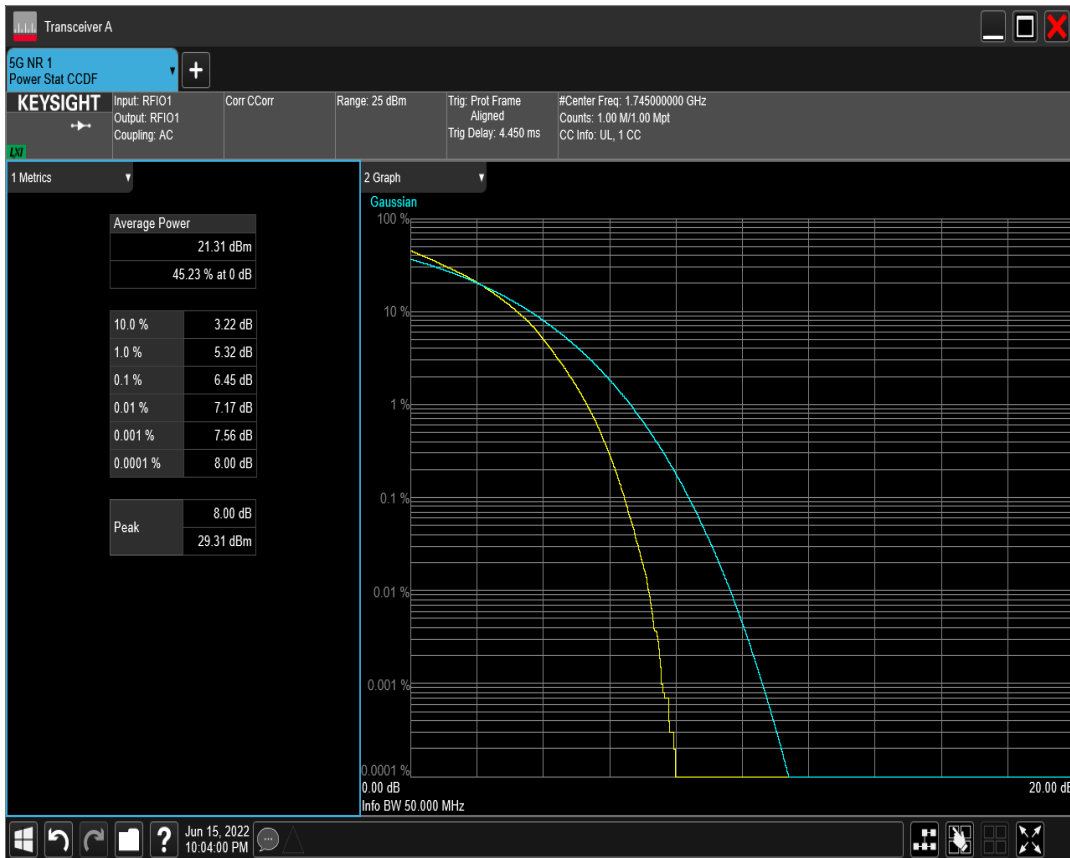 Transceiver A
5G NR 1
Power Stat CCDF
KEYSIGHT
LXI
Input: RFIO1
Output: RFIO1
Coupling: AC
Corr CCorr
Range: 25 dBm
Trig: Prot Frame
Aligned
Trig Delay: 4.450 ms
#Center Freq: 1.745000000 GHz
Counts: 1.00 M/1.00 Mpt
CC Info: UL, 1 CC
1 Metrics
Average Power
21.31 dBm
45.23 % at 0 dB
10.0 % 3.22 dB
1.0 % 5.32 dB
0.1 % 6.45 dB
0.01 % 7.17 dB
0.001 % 7.56 dB
0.0001 % 8.00 dB
Peak
8.00 dB
29.31 dBm
2 Graph
Gaussian
100 %
10 %
1 %
0.1 %
0.01 %
0.001 %
0.0001 %
0.00 dB 20.00 dB
Info BW 50.000 MHz
?
Jun 15, 2022
10:04:00 PM